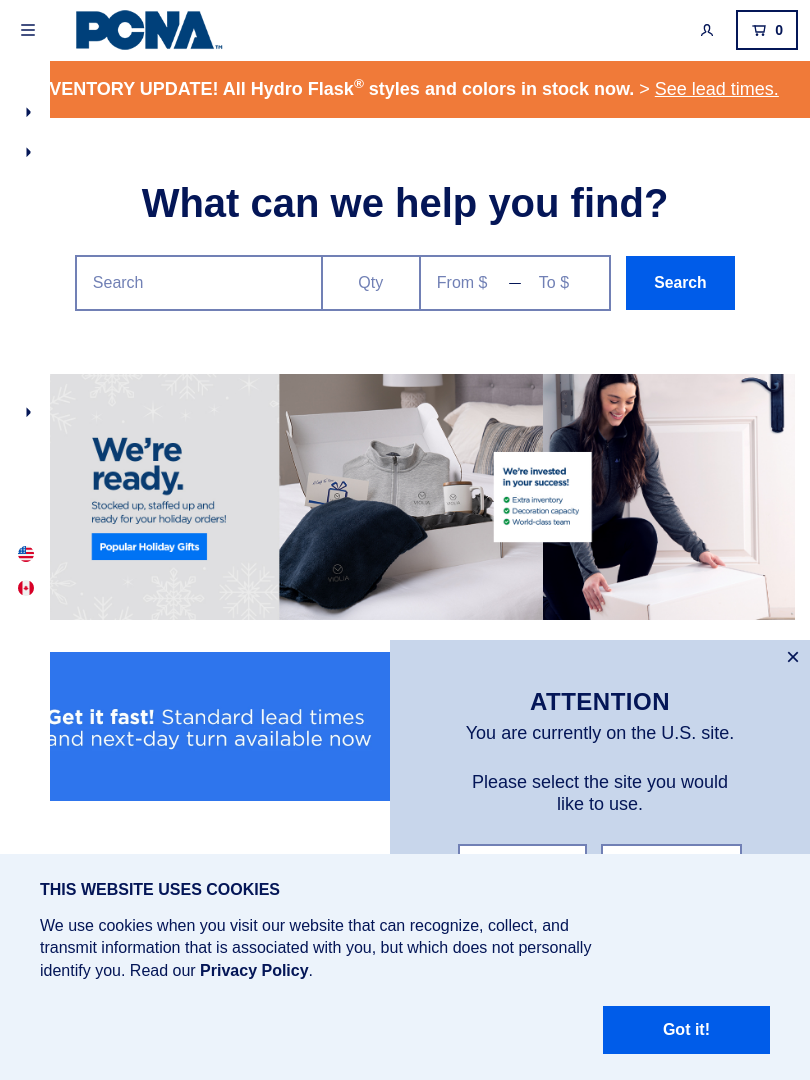 PCNA™
0
VENTORY UPDATE! All Hydro Flask® styles and colors in stock now. > See lead times.
What can we help you find?
Search
Qty
From $ — To $
Search
We're
ready.
Stocked up, staffed up and
ready for your holiday orders!
Popular Holiday Gifts
We're invested
in your success!
Extra inventory
Decoration capacity
World-class team
VIOLIA
VIOLIA
VIOLIA
Get it fast! Standard lead times
and next-day turn available now
ATTENTION
You are currently on the U.S. site.
Please select the site you would
like to use.
THIS WEBSITE USES COOKIES
We use cookies when you visit our website that can recognize, collect, and
transmit information that is associated with you, but which does not personally
identify you. Read our Privacy Policy.
Got it!